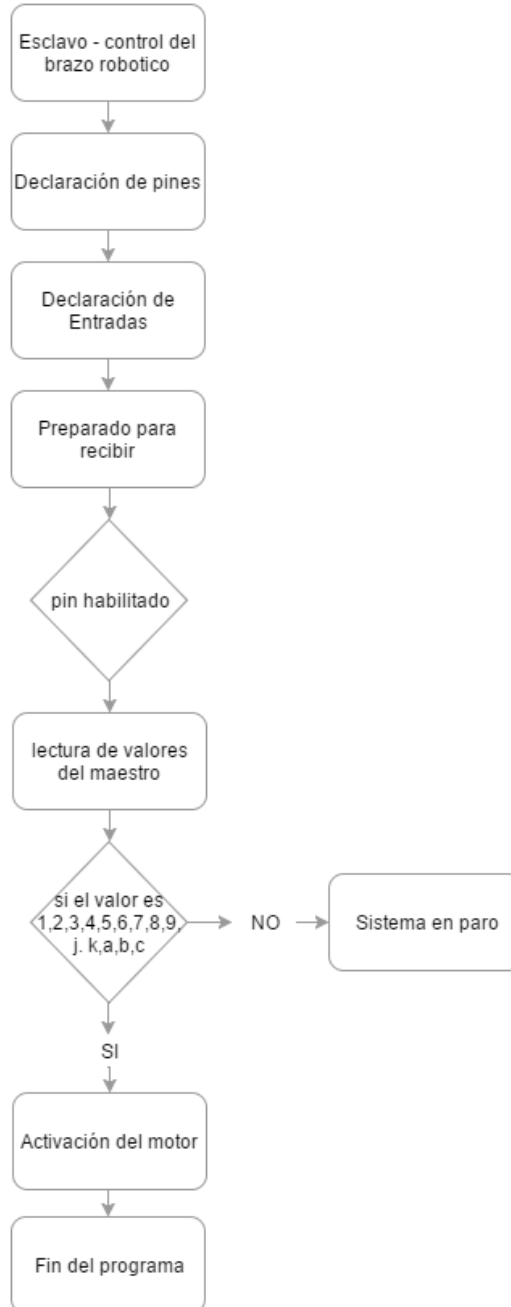 Esclavo - control del
brazo robotico
Declaración de pines
Declaración de
Entradas
Preparado para
recibir
pin habilitado
lectura de valores
del maestro
si el valor es
1,2,3,4,5,6,7,8,9,
j. k,a,b,c
NO
Sistema en paro
SI
Activación del motor
Fin del programa